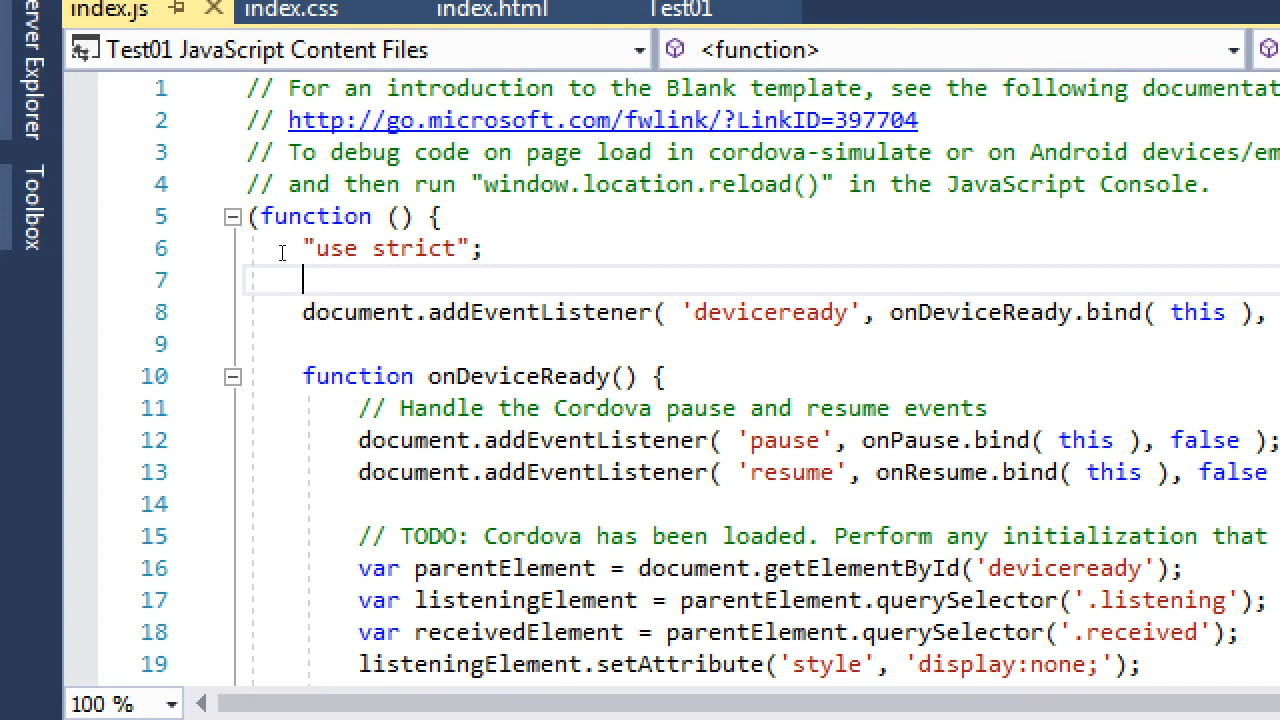 index.js index.css index.html Test01
Server Explorer
Toolbox
Test01 JavaScript Content Files <function>
1 // For an introduction to the Blank template, see the following documentat
2 // http://go.microsoft.com/fwlink/?LinkID=397704
3 // To debug code on page load in cordova-simulate or on Android devices/em
4 // and then run "window.location.reload()" in the JavaScript Console.
5 (function () {
6 "use strict";
7
8 document.addEventListener( 'deviceready', onDeviceReady.bind( this ),
9
10 function onDeviceReady() {
11 // Handle the Cordova pause and resume events
12 document.addEventListener( 'pause', onPause.bind( this ), false );
13 document.addEventListener( 'resume', onResume.bind( this ), false
14
15 // TODO: Cordova has been loaded. Perform any initialization that
16 var parentElement = document.getElementById('deviceready');
17 var listeningElement = parentElement.querySelector('.listening');
18 var receivedElement = parentElement.querySelector('.received');
19 listeningElement.setAttribute('style', 'display:none;');
100 %